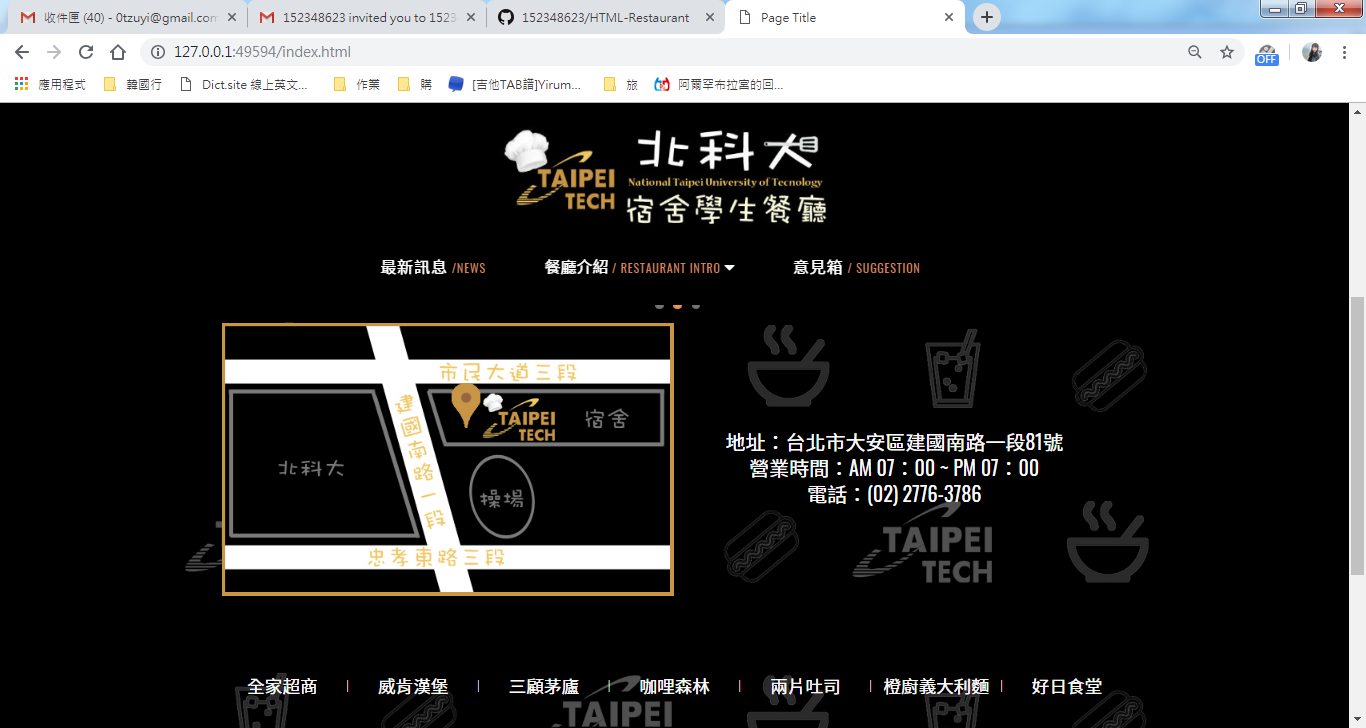 收件匣 (40) - 0tzuyi@gmail.com
152348623 invited you to 1523
152348623/HTML-Restaurant
Page Title
127.0.0.1:49594/index.html
OFF
應用程式
韓國行
Dict.site 線上英文...
作業
購
[吉他TAB譜]Yirum...
旅
阿爾罕布拉宮的回...
TAIPEI TECH
北科大
National Taipei University of Tecnology
宿舍學生餐廳
最新訊息 /NEWS
餐廳介紹 / RESTAURANT INTRO
意見箱 / SUGGESTION
市民大道三段
建國南路一段
TAIPEI TECH
宿舍
北科大
操場
忠孝東路三段
地址：台北市大安區建國南路一段81號
營業時間：AM 07：00 ~ PM 07：00
電話：(02) 2776-3786
TAIPEI TECH
全家超商
威肯漢堡
三顧茅廬
咖哩森林
兩片吐司
橙廚義大利麵
好日食堂
TAIPEI TECH